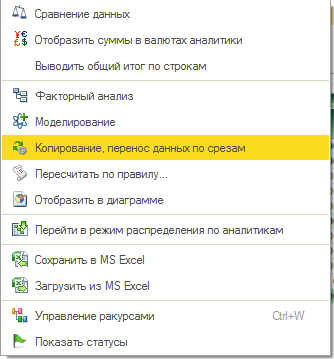 Сравнение данных
Отобразить суммы в валютах аналитики
Выводить общий итог по строкам
Факторный анализ
Моделирование
Копирование, перенос данных по срезам
Пересчитать по правилу...
Отобразить в диаграмме
Перейти в режим распределения по аналитикам
Сохранить в MS Excel
Загрузить из MS Excel
Управление ракурсами Ctrl+W
Показать статусы